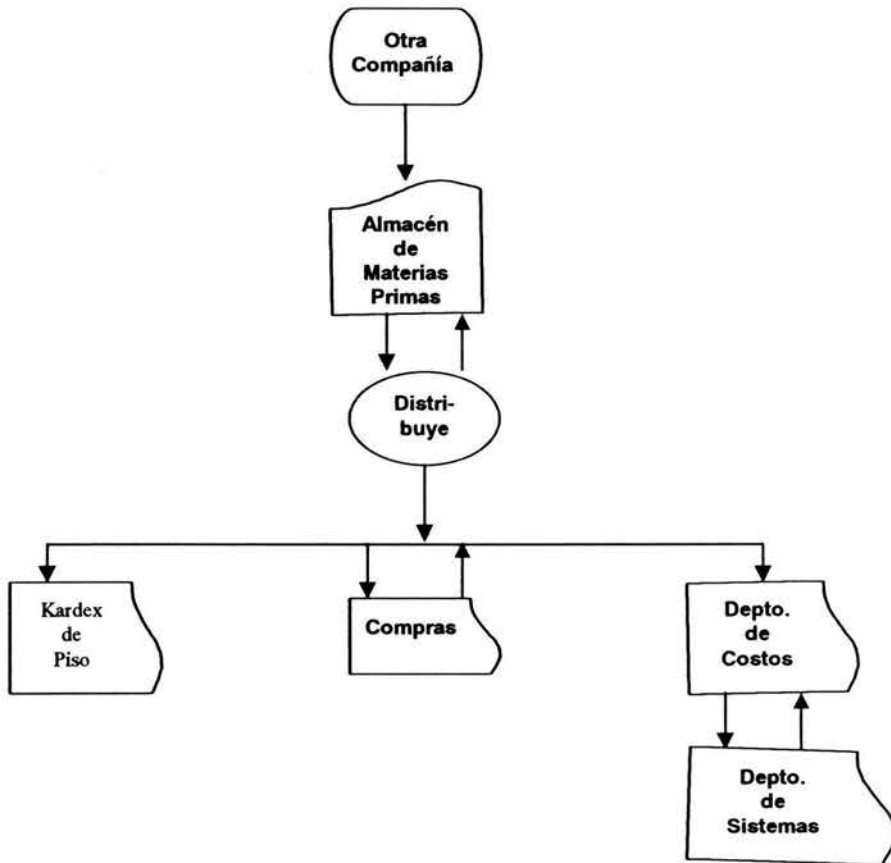 Otra
Compañía
Almacén
de
Materias
Primas
Distri-
buye
Kardex
de
Piso
Compras
Depto.
de
Costos
Depto.
de
Sistemas